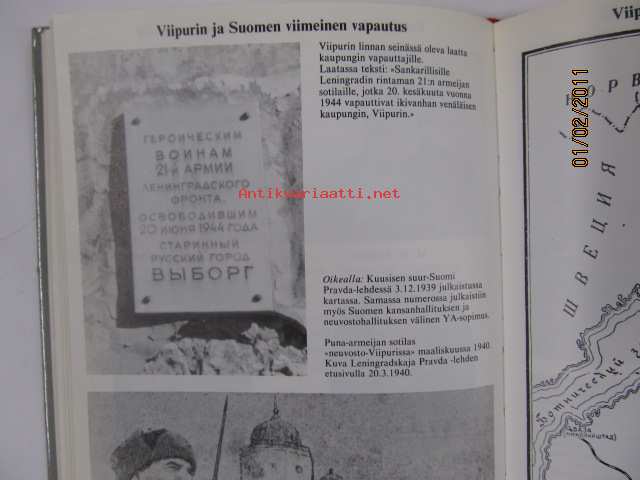 Viipurin ja Suomen viimeinen vapautus
Viipurin linnan seinässä oleva laatta
kaupungin vapauttajille.
Laatassa teksti: »Sankarillisille
Leningradin rintaman 21:n armeijan
sotilaille, jotka 20. kesäkuuta vuonna
1944 vapauttivat ikivanhan venäläisen
kaupungin, Viipurin.»
ГЕРОИЧЕСКИМ
ВОИНАМ
21-й АРМИИ
ЛЕНИНГРАДСКОГО
ФРОНТА,
ОСВОБОДИВШИМ
20 ИЮНЯ 1944 ГОДА
СТАРИННЫЙ
РУССКИЙ ГОРОД
ВЫБОРГ
Antikvariaatti.net
Oikealla: Kuusisen suur-Suomi
Pravda-lehdessä 3.12.1939 julkaistussa
kartassa. Samassa numerossa julkaistiin
myös Suomen kansanhallituksen ja
neuvostohallituksen välinen YA-sopimus.
Puna-armeijan sotilas
»neuvosto-Viipurissa» maaliskuussa 1940.
Kuva Leningradskaja Pravda -lehden
etusivulla 20.3.1940.
Viip
ШВЕЦИЯ
Ботнический
01/02/2011